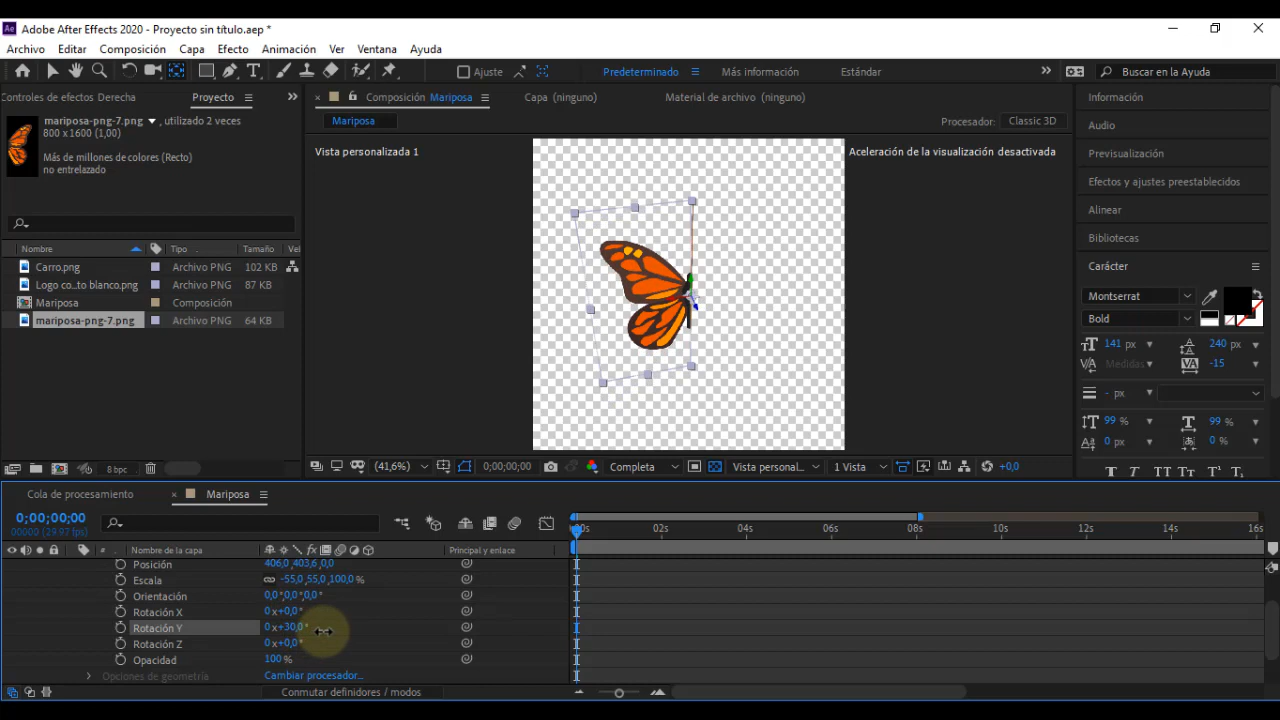 Ae Adobe After Effects 2020 - Proyecto sin título.aep *
Archivo Editar Composición Capa Efecto Animación Ver Ventana Ayuda
Ajuste Predeterminado Más información Estándar Buscar en la Ayuda
Controles de efectos Derecha Proyecto
Composición Mariposa Capa (ninguno) Material de archivo (ninguno)
Información
mariposa-png-7.png , utilizado 2 veces
800 x 1600 (1,00)
Más de millones de colores (Recto)
no entrelazado
Mariposa Procesador: Classic 3D
Vista personalizada 1 Aceleración de la visualización desactivada
Audio
Previsualización
Efectos y ajustes preestablecidos
Alinear
Bibliotecas
Carácter
Nombre Tipo Tamaño Vel
Carro.png Archivo PNG 102 KB
Logo co...to blanco.png Archivo PNG 87 KB
Mariposa Composición
mariposa-png-7.png Archivo PNG 64 KB
Montserrat
Bold
141 px 240 px
Medidas -15
- px
99 % 99 %
0 px 0 %
8 bpc
(41,6%) 0;00;00;00 Completa Vista personal... 1 Vista +0,0
Cola de procesamiento Mariposa
0;00;00;00
00000 (29.97 fps)
:00s 02s 04s 06s 08s 10s 12s 14s 16s
# Nombre de la capa Principal y enlace
Posición 406,0,403,6,0,0
Escala -55,0,55,0,100,0 %
Orientación 0,0°,0,0°,0,0°
Rotación X 0 x+0,0°
Rotación Y 0 x+30,0°
Rotación Z 0 x+0,0°
Opacidad 100 %
Opciones de geometría Cambiar procesador...
Conmutar definidores / modos